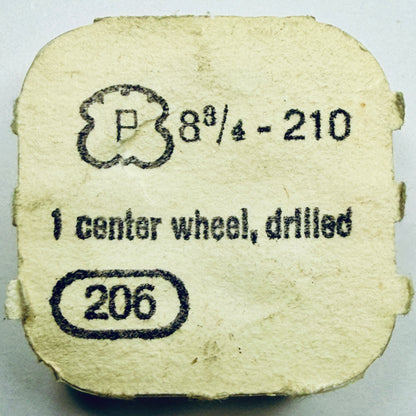 P 8¾ - 210
1 center wheel, drilled
206